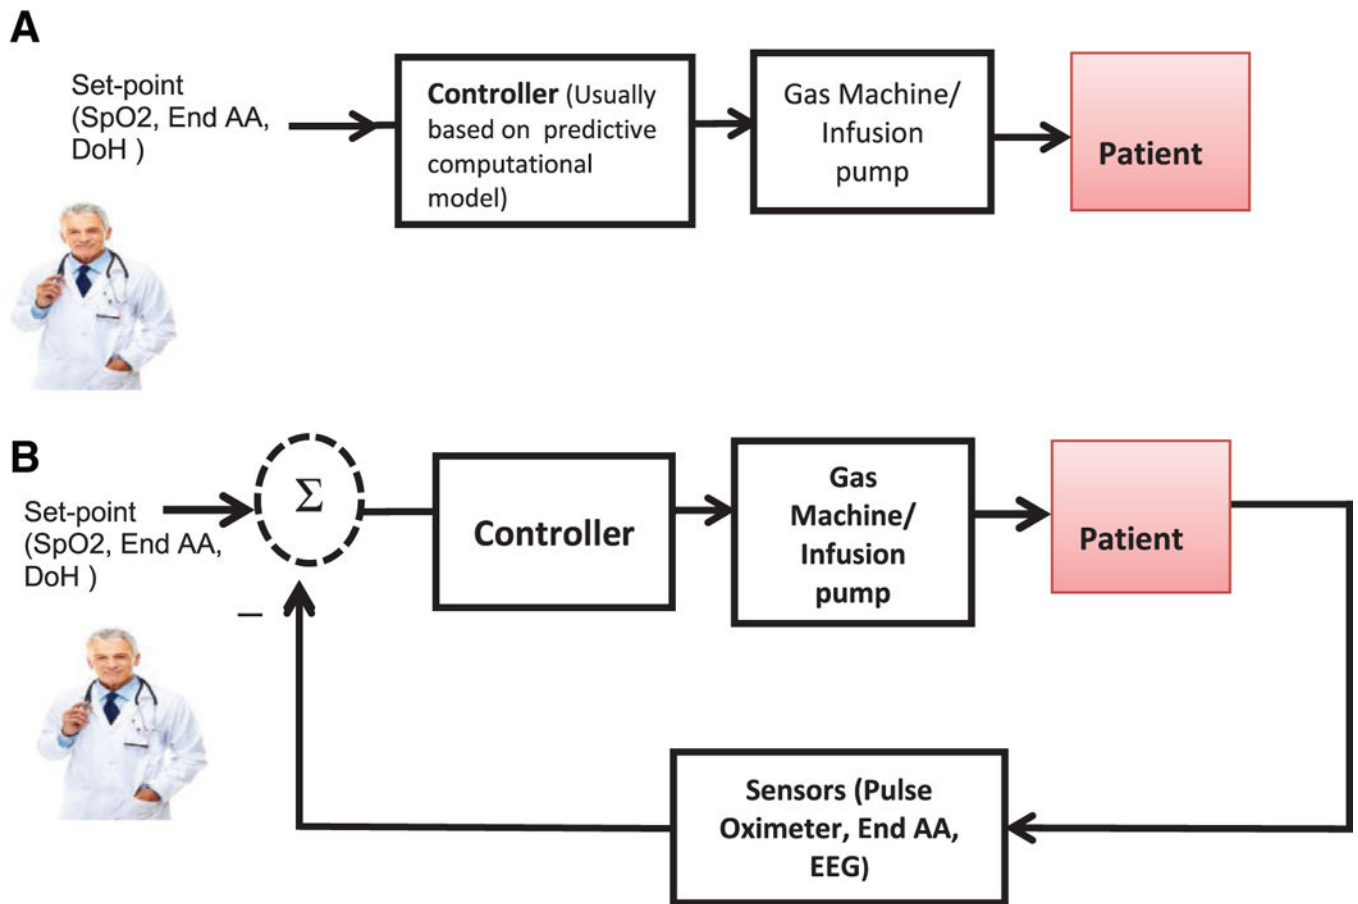 A
Set-point
(SpO2, End AA,
DoH )
Controller (Usually
based on predictive
computational
model)
Gas Machine/
Infusion
pump
Patient
B
Set-point
(SpO2, End AA,
DoH )
Σ
–
Controller
Gas
Machine/
Infusion
pump
Patient
Sensors (Pulse
Oximeter, End AA,
EEG)